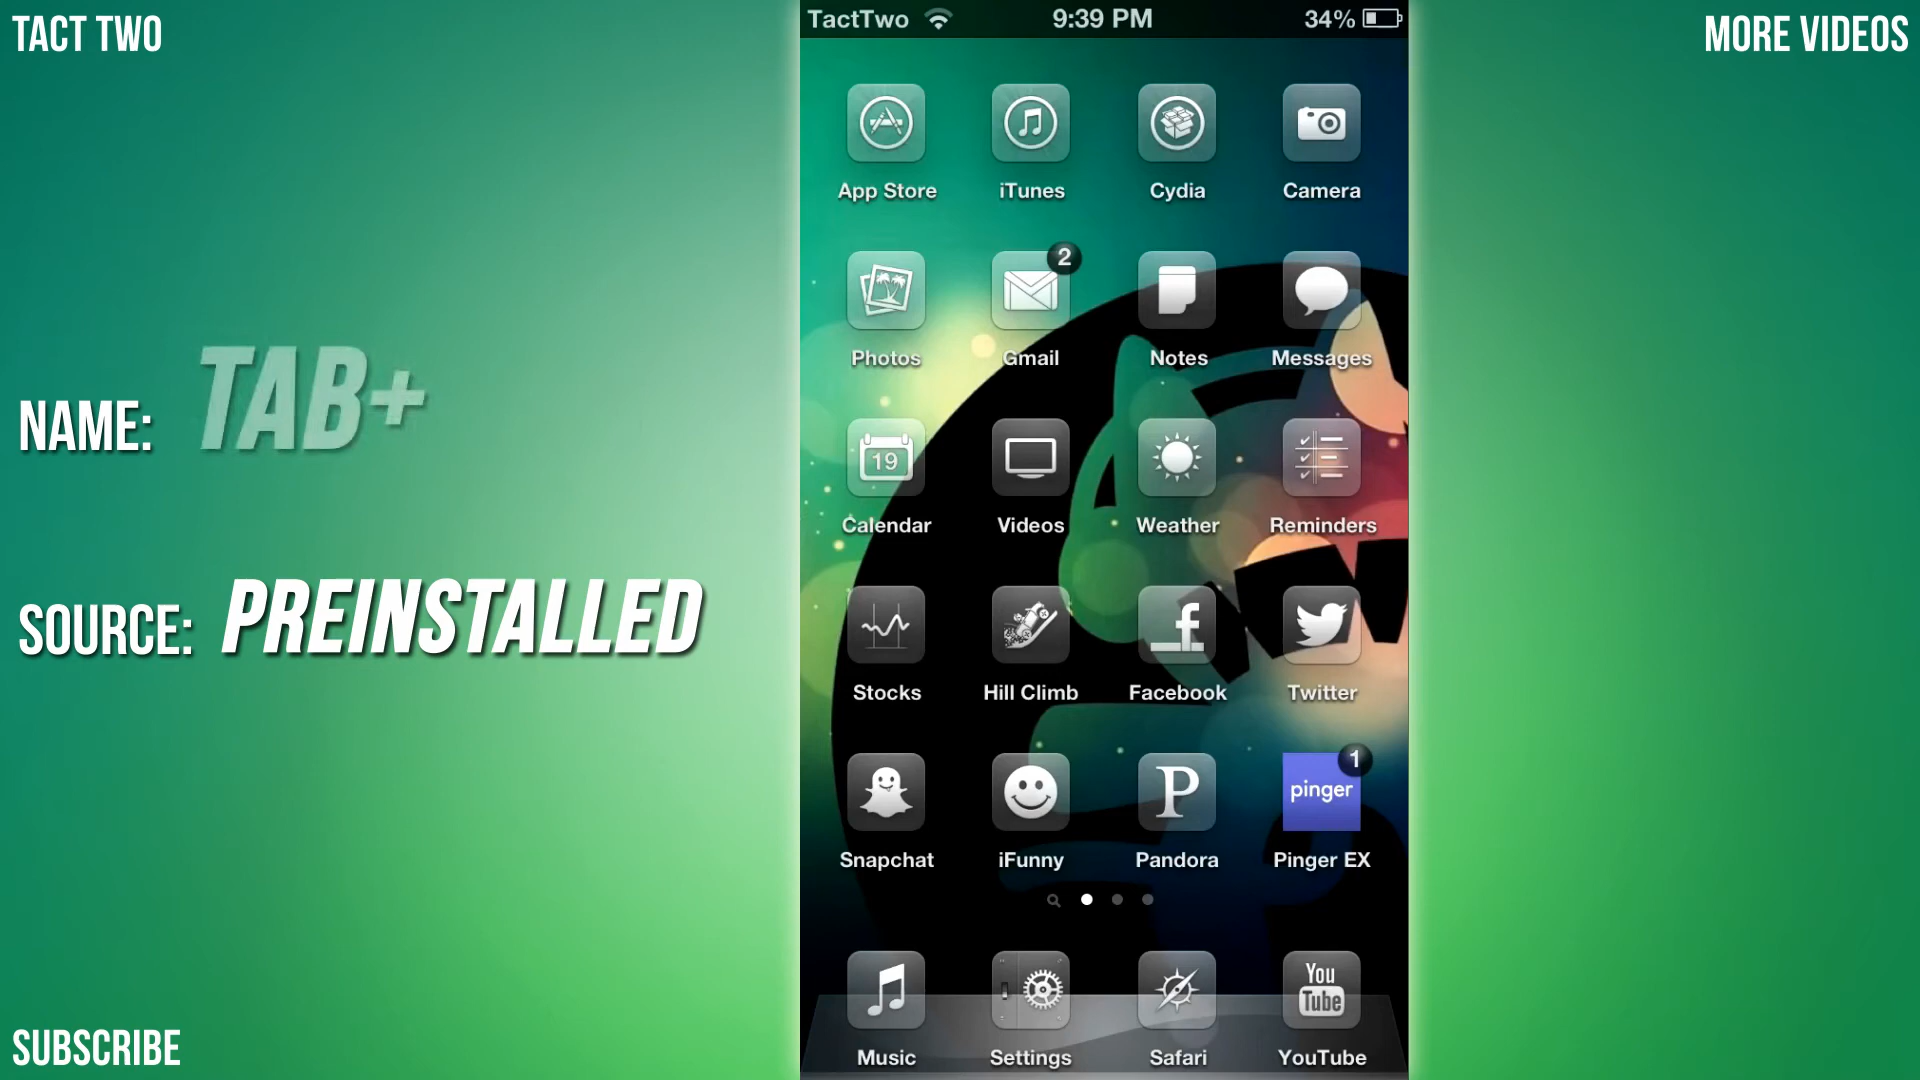 TACT TWO
MORE VIDEOS
NAME: TAB+
SOURCE: PREINSTALLED
SUBSCRIBE
TactTwo 9:39 PM 34%
App Store iTunes Cydia Camera
2
Photos Gmail Notes Messages
19
Calendar Videos Weather Reminders
f
Stocks Hill Climb Facebook Twitter
P pinger 1
Snapchat iFunny Pandora Pinger EX
You
Tube
Music Settings Safari YouTube